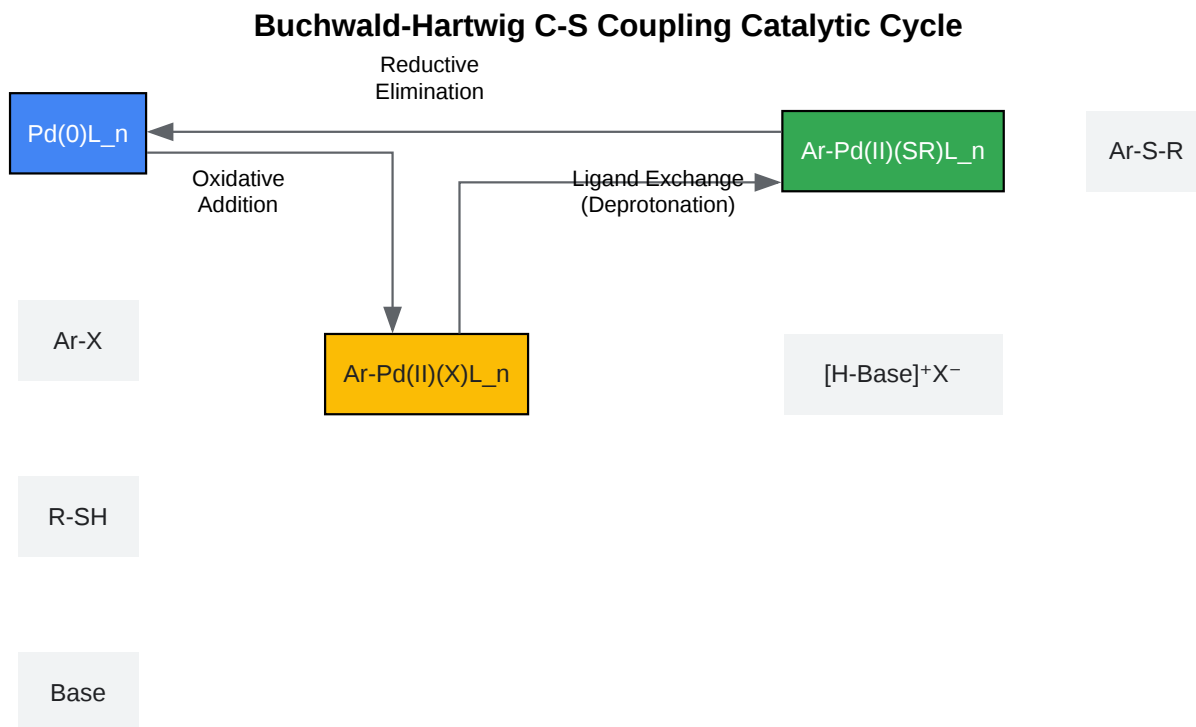 Buchwald-Hartwig C-S Coupling Catalytic Cycle
Reductive
Elimination
Pd(0)L_n
Ar-Pd(II)(SR)L_n
Ar-S-R
Oxidative
Addition
Ligand Exchange
(Deprotonation)
Ar-X
Ar-Pd(II)(X)L_n
[H-Base]⁺X⁻
R-SH
Base